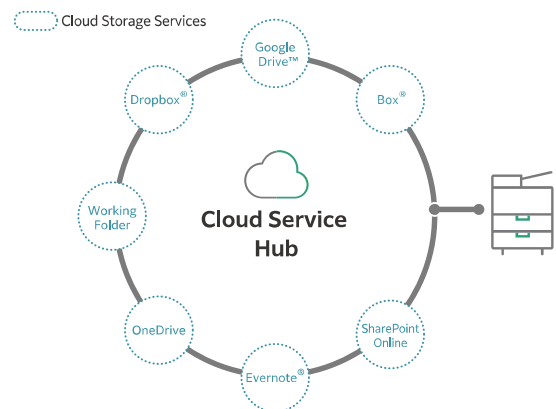 Cloud Storage Services
Google
Drive™
Dropbox®
Box®
Working
Folder
Cloud Service
Hub
OneDrive
SharePoint
Online
Evernote®